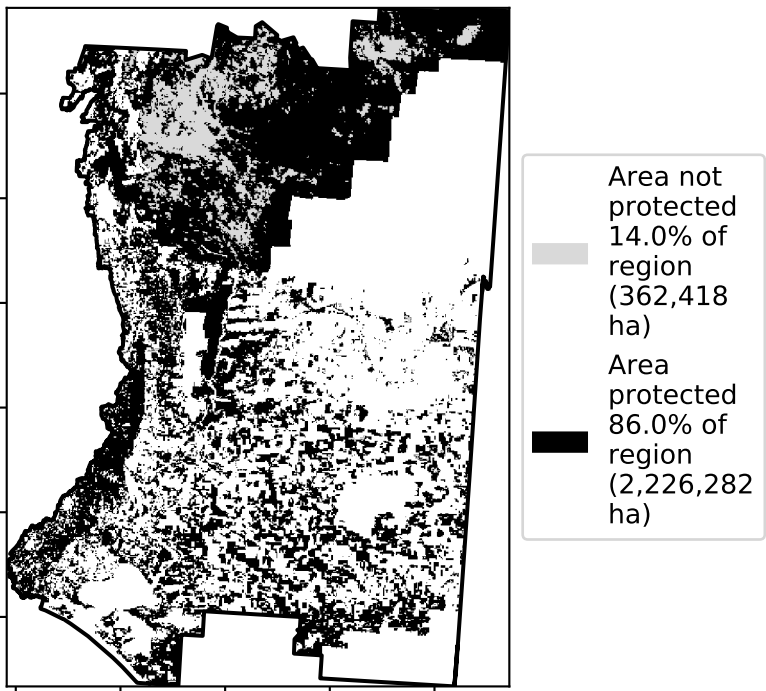 Area not
protected
14.0% of
region
(362,418
ha)
Area
protected
86.0% of
region
(2,226,282
ha)